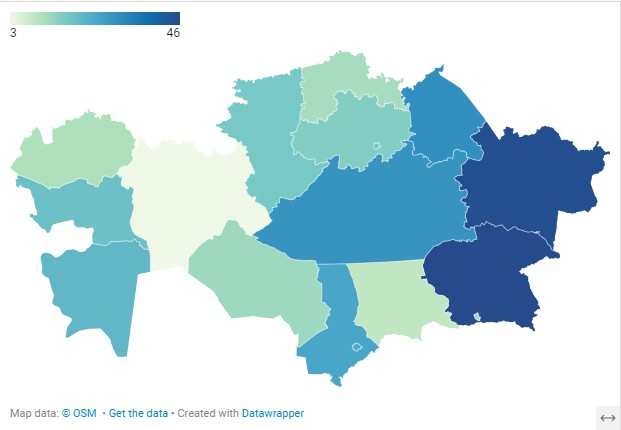 3 46
Map data: © OSM • Get the data • Created with Datawrapper